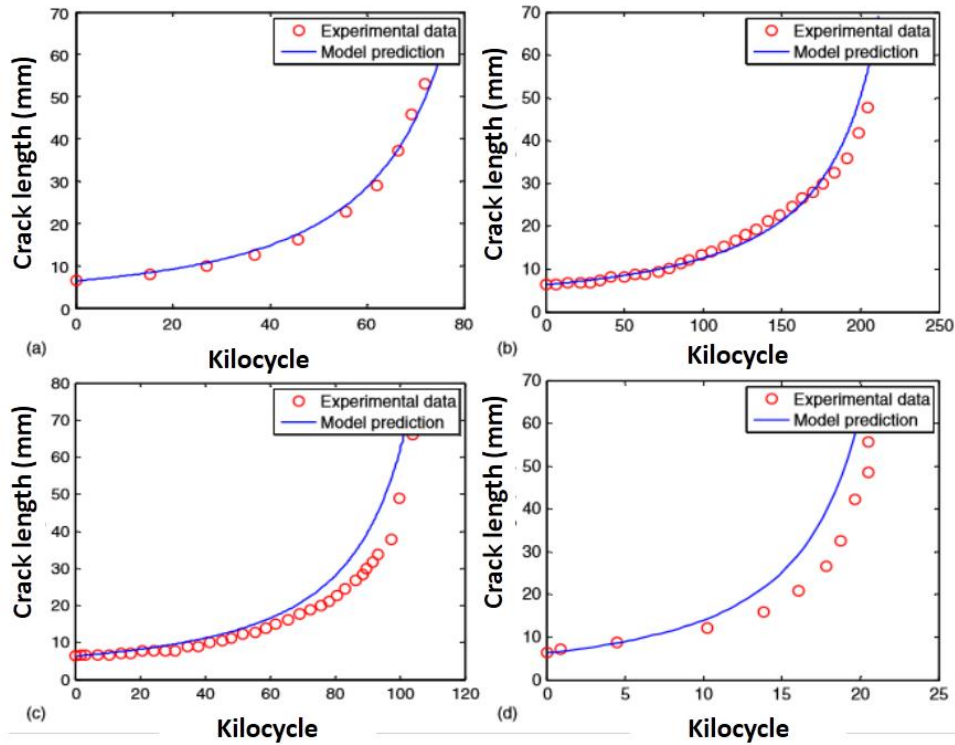 70
60
50
40
30
20
10
0
Crack length (mm)
Experimental data
Model prediction
0 20 40 60 80
(a)
Kilocycle
70
60
50
40
30
20
10
0
Crack length (mm)
Experimental data
Model prediction
0 50 100 150 200 250
(b)
Kilocycle
80
70
60
50
40
30
20
10
0
Crack length (mm)
Experimental data
Model prediction
0 20 40 60 80 100 120
(c)
Kilocycle
70
60
50
40
30
20
10
0
Crack length (mm)
Experimental data
Model prediction
0 5 10 15 20 25
(d)
Kilocycle